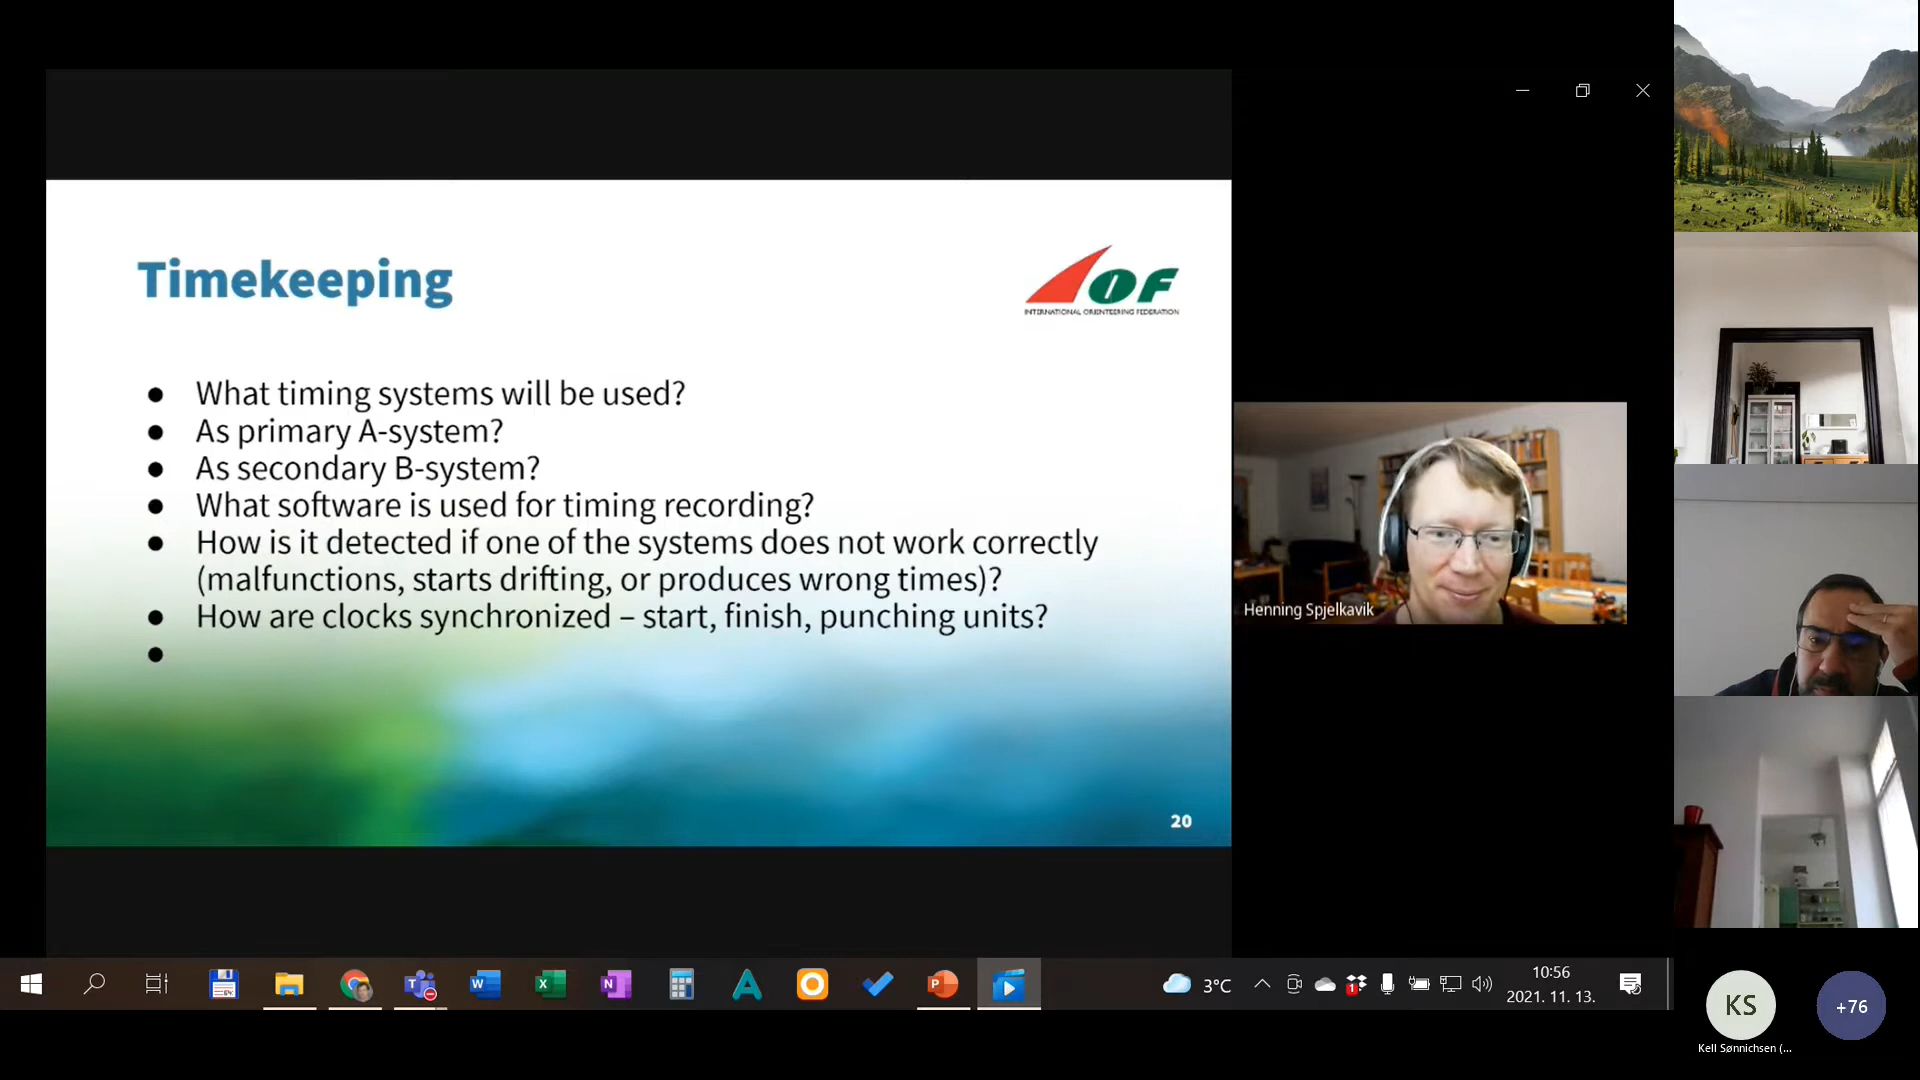 Timekeeping
IOF
INTERNATIONAL ORIENTEERING FEDERATION
● What timing systems will be used?
● As primary A-system?
● As secondary B-system?
● What software is used for timing recording?
● How is it detected if one of the systems does not work correctly
(malfunctions, starts drifting, or produces wrong times)?
● How are clocks synchronized – start, finish, punching units?
●
20
Henning Spjelkavik
3°C
1
10:56
2021. 11. 13.
KS
+76
Kell Sønnichsen (...